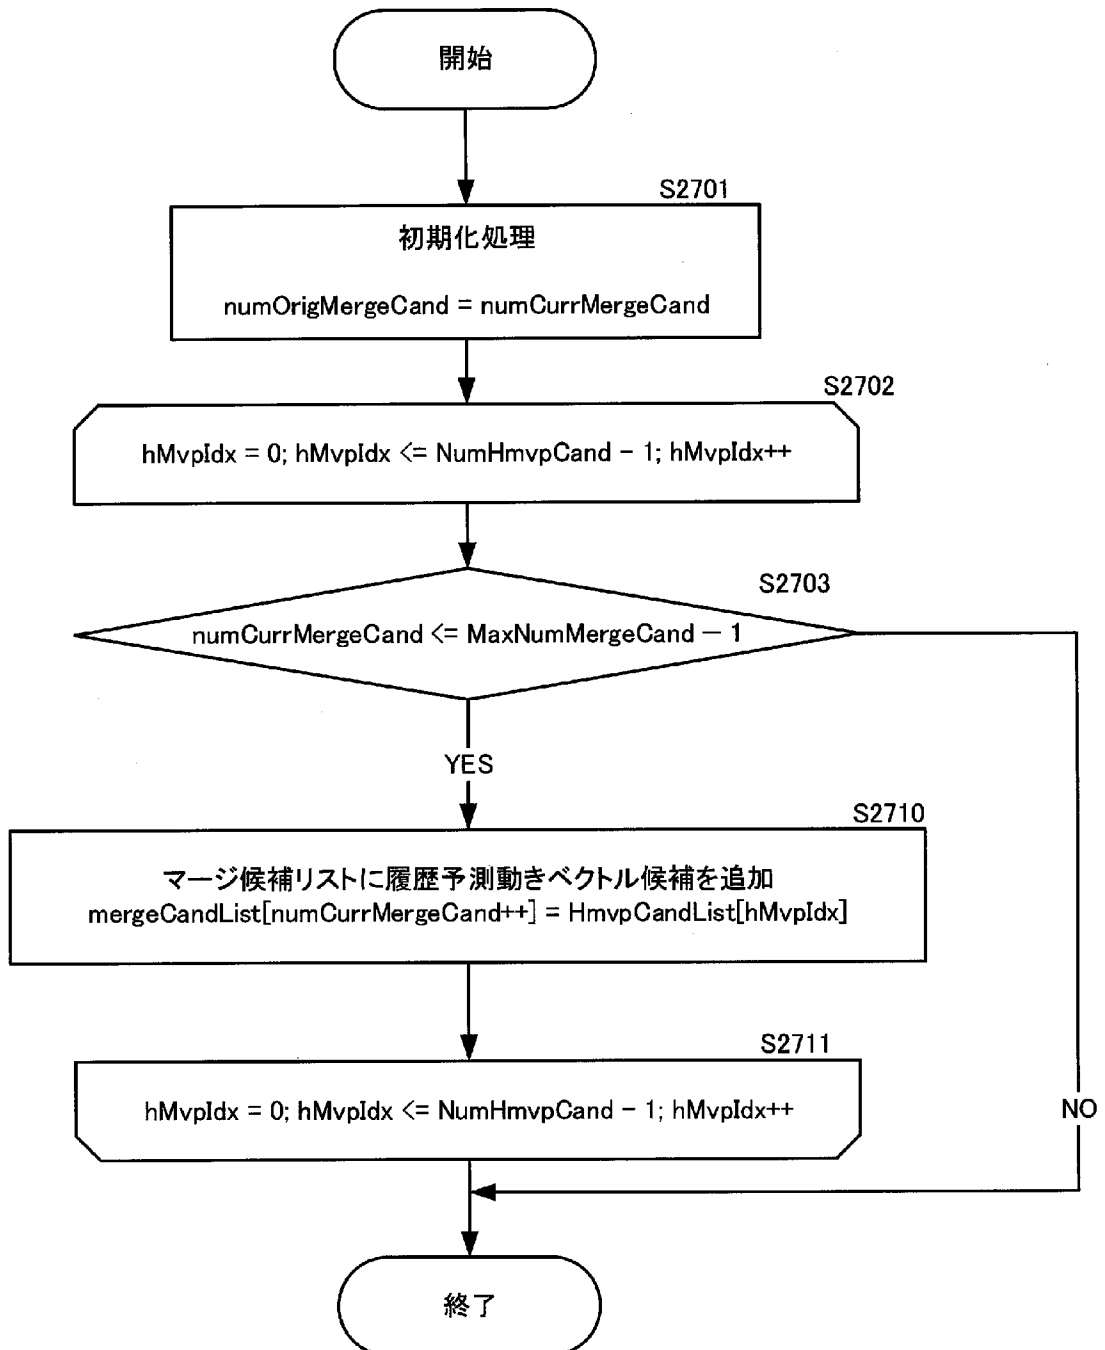 開始
S2701
初期化処理
numOrigMergeCand = numCurrMergeCand
S2702
hMvpIdx = 0; hMvpIdx <= NumHmvpCand − 1; hMvpIdx++
S2703
numCurrMergeCand <= MaxNumMergeCand − 1
YES
S2710
マージ候補リストに履歴予測動きベクトル候補を追加
mergeCandList[numCurrMergeCand++] = HmvpCandList[hMvpIdx]
S2711
hMvpIdx = 0; hMvpIdx <= NumHmvpCand − 1; hMvpIdx++
NO
終了